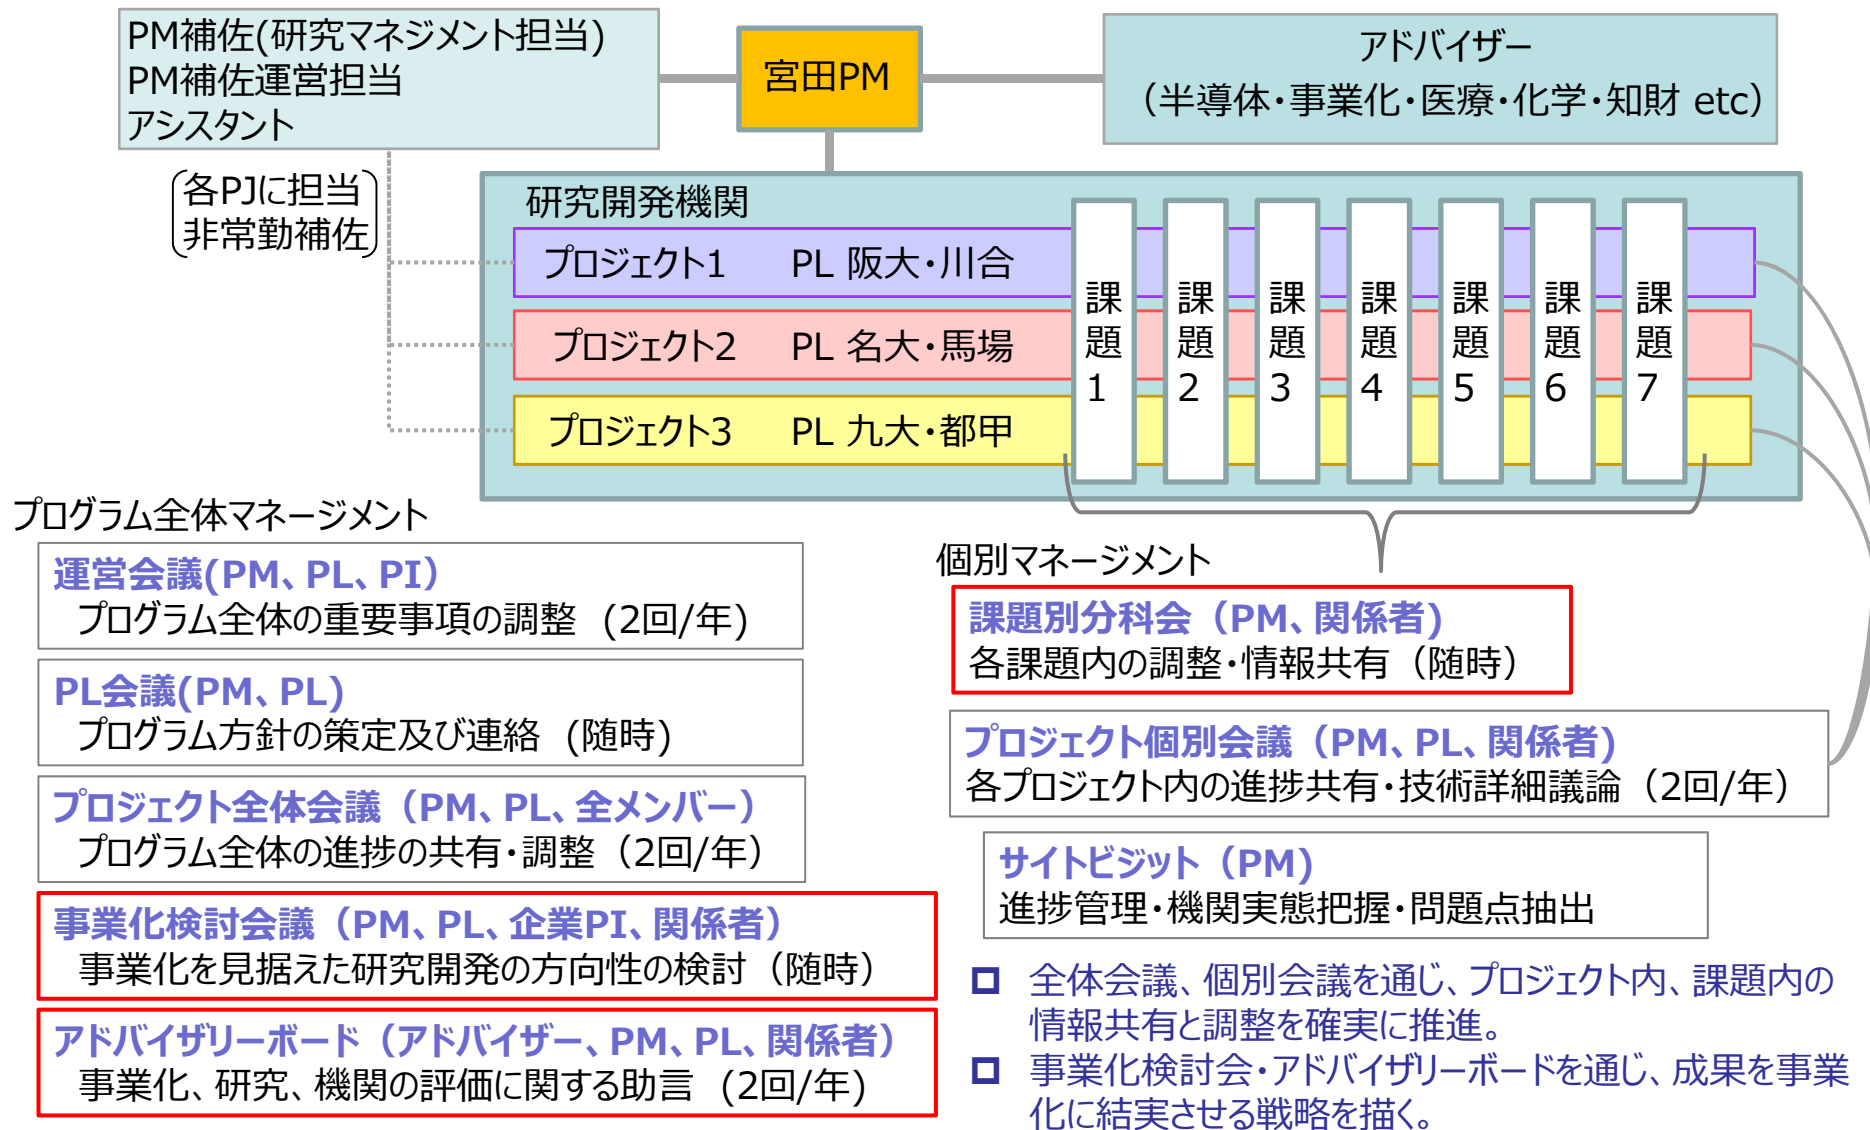 PM補佐(研究マネジメント担当)
PM補佐運営担当
アシスタント
宮田PM
アドバイザー
（半導体・事業化・医療・化学・知財 etc）
各PJに担当
非常勤補佐
研究開発機関
プロジェクト1 PL 阪大・川合
プロジェクト2 PL 名大・馬場
プロジェクト3 PL 九大・都甲
課題1
課題2
課題3
課題4
課題5
課題6
課題7
プログラム全体マネージメント
運営会議(PM、PL、PI）
プログラム全体の重要事項の調整 (2回/年)
PL会議(PM、PL)
プログラム方針の策定及び連絡 (随時)
プロジェクト全体会議（PM、PL、全メンバー）
プログラム全体の進捗の共有・調整（2回/年）
事業化検討会議（PM、PL、企業PI、関係者）
事業化を見据えた研究開発の方向性の検討（随時）
アドバイザリーボード（アドバイザー、PM、PL、関係者）
事業化、研究、機関の評価に関する助言 (2回/年)
個別マネージメント
課題別分科会（PM、関係者)
各課題内の調整・情報共有（随時）
プロジェクト個別会議（PM、PL、関係者)
各プロジェクト内の進捗共有・技術詳細議論（2回/年）
サイトビジット（PM)
進捗管理・機関実態把握・問題点抽出
全体会議、個別会議を通じ、プロジェクト内、課題内の
情報共有と調整を確実に推進。
事業化検討会・アドバイザリーボードを通じ、成果を事業
化に結実させる戦略を描く。